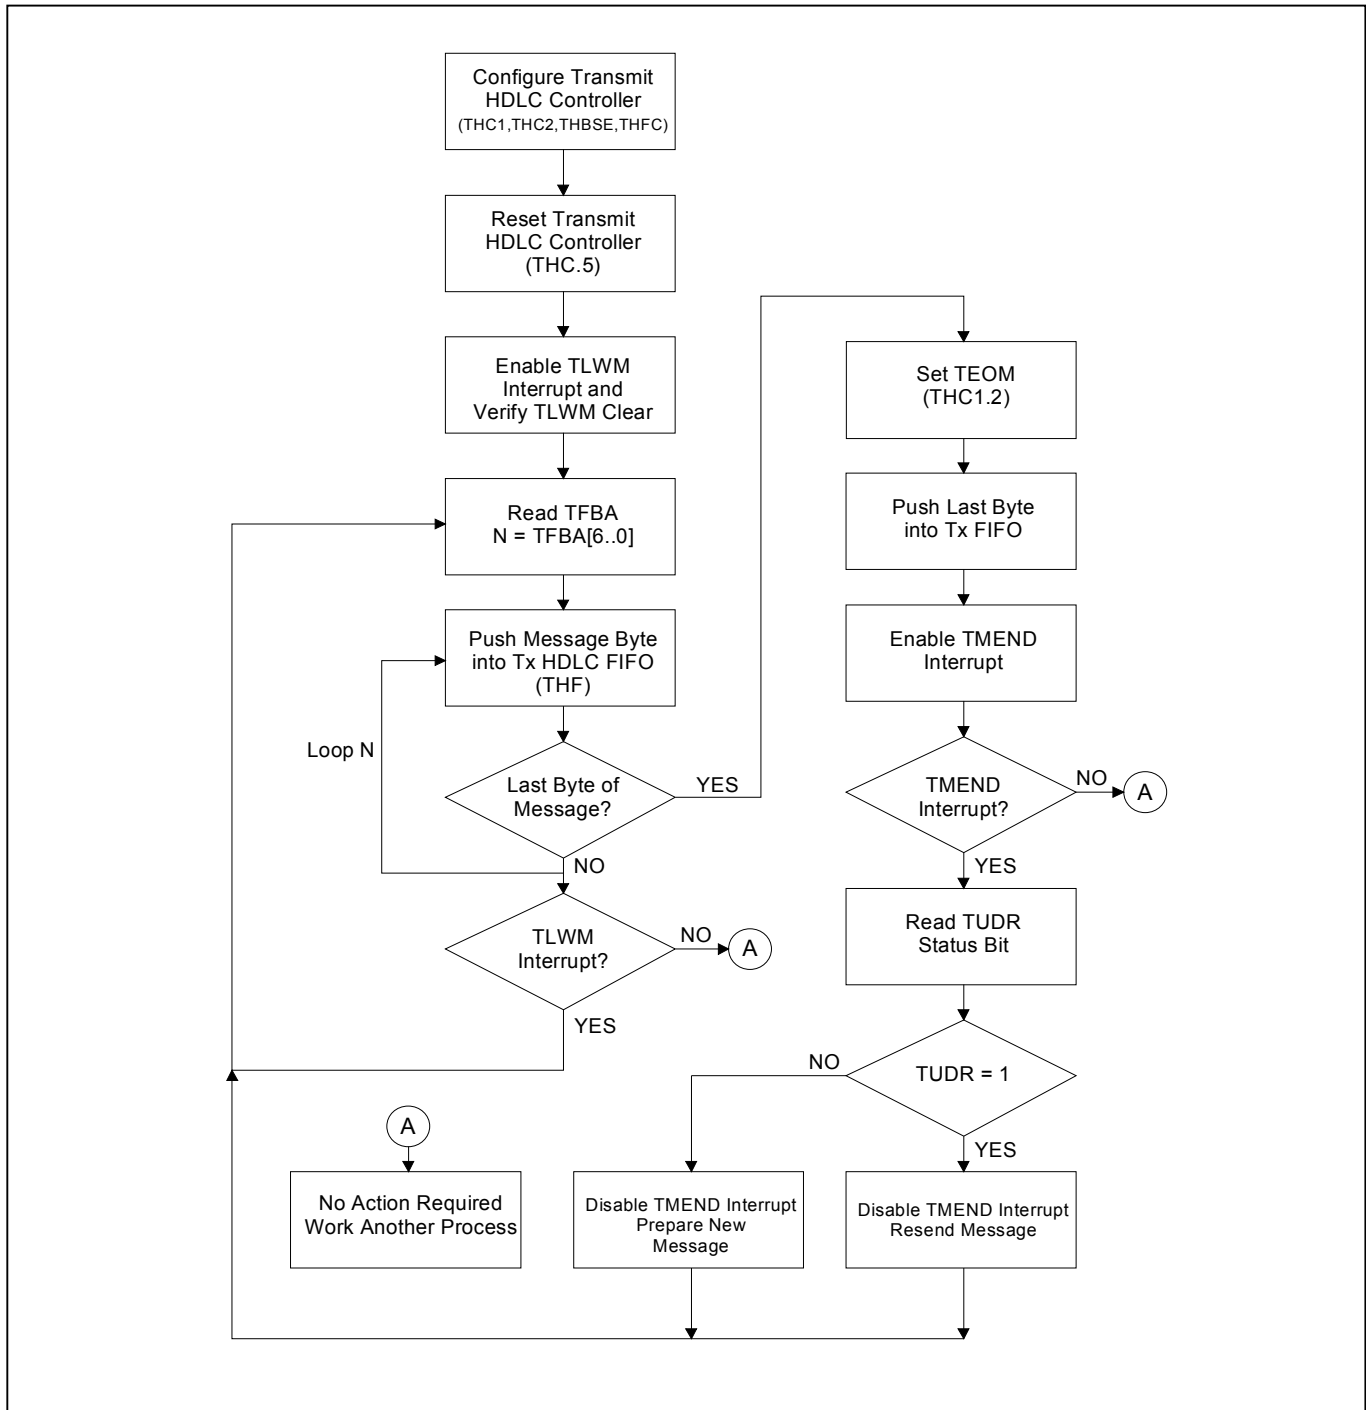 Configure Transmit
HDLC Controller
(THC1,THC2,THBSE,THFC)
Reset Transmit
HDLC Controller
(THC.5)
Enable TLWM
Interrupt and
Verify TLWM Clear
Read TFBA
N = TFBA[6..0]
Push Message Byte
into Tx HDLC FIFO
(THF)
Loop N
Last Byte of
Message?
YES
NO
TLWM
Interrupt?
NO
A
YES
Set TEOM
(THC1.2)
Push Last Byte
into Tx FIFO
Enable TMEND
Interrupt
TMEND
Interrupt?
NO
A
YES
Read TUDR
Status Bit
TUDR = 1
NO
YES
A
No Action Required
Work Another Process
Disable TMEND Interrupt
Prepare New
Message
Disable TMEND Interrupt
Resend Message